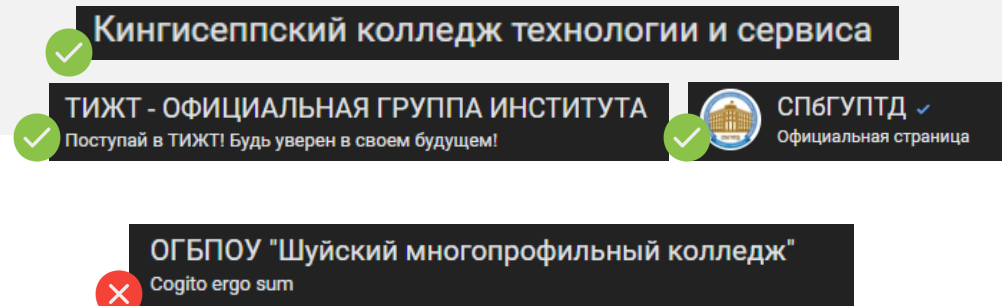 Кингисеппский колледж технологии и сервиса
ТИЖТ - ОФИЦИАЛЬНАЯ ГРУППА ИНСТИТУТА
Поступай в ТИЖТ! Будь уверен в своем будущем!
СПбГУПТД
Официальная страница
ОГБПОУ "Шуйский многопрофильный колледж"
Cogito ergo sum